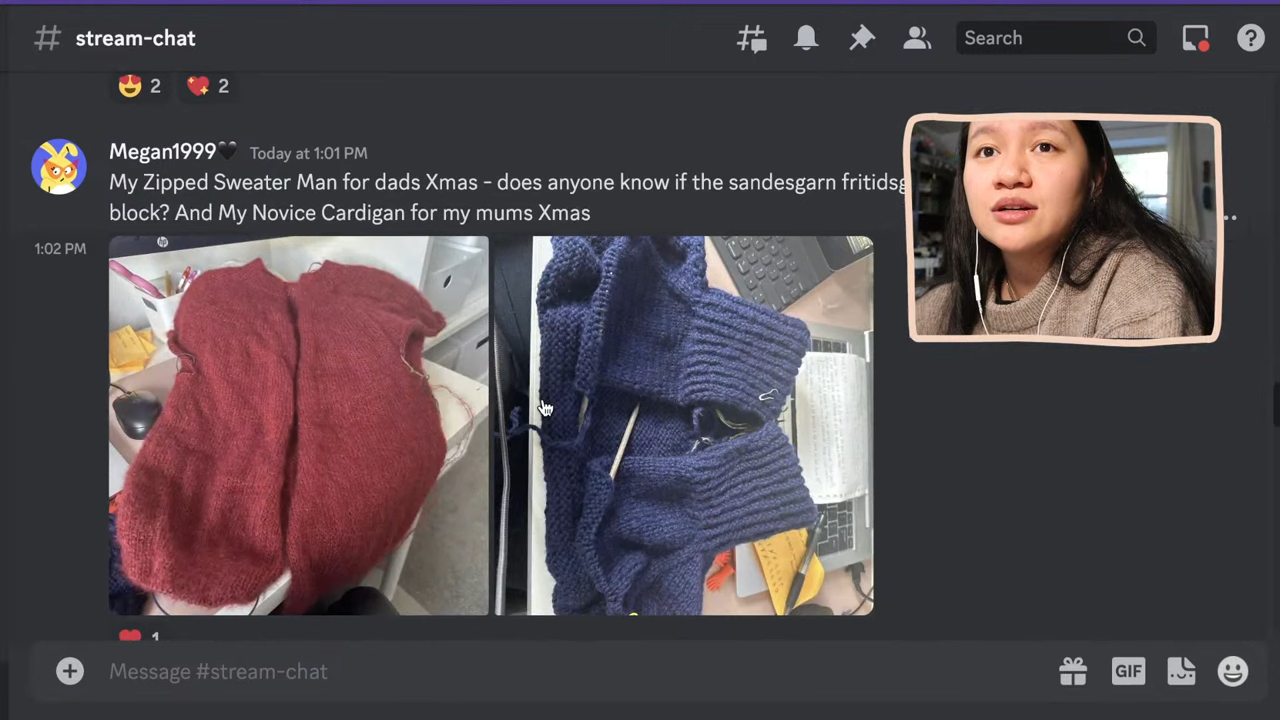 # stream-chat
Search
2 2
Megan1999 Today at 1:01 PM
My Zipped Sweater Man for dads Xmas - does anyone know if the sandesgarn
block? And My Novice Cardigan for my mums Xmas
1:02 PM
hp
1
Message #stream-chat
GIF